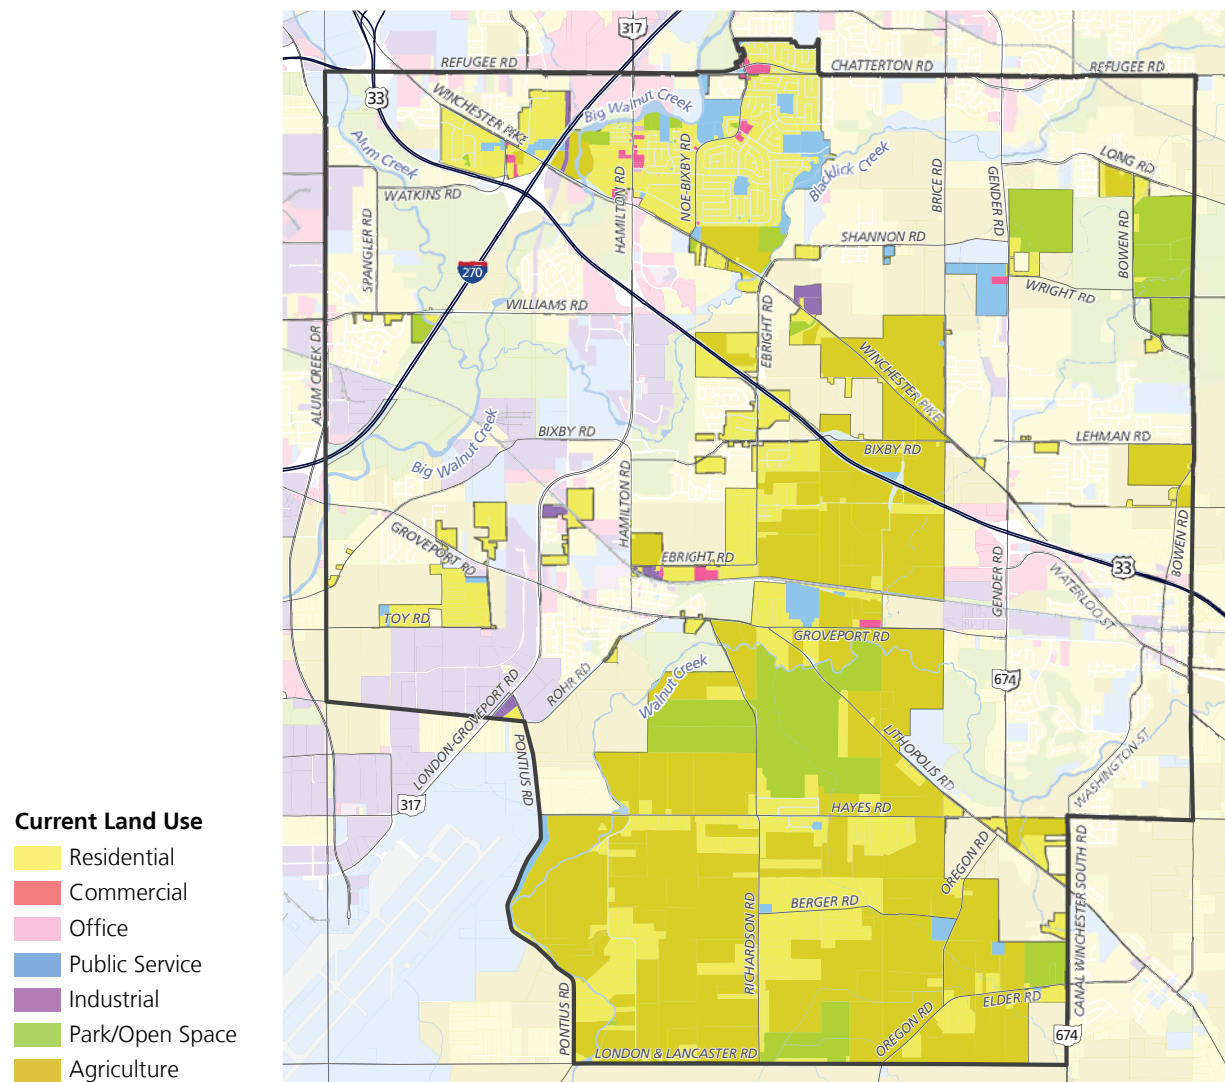 317
REFUGEE RD
CHATTERTON RD
REFUGEE RD
33
WINCHESTER PIKE
Big Walnut Creek
Alum Creek
NOE-BIXBY RD
Blacklick Creek
LONG RD
WATKINS RD
HAMILTON RD
BRICE RD
GENDER RD
SPANGLER RD
SHANNON RD
BOWEN RD
270
WRIGHT RD
WILLIAMS RD
EBRIGHT RD
ALUM CREEK DR
WINCHESTER PIKE
BIXBY RD
LEHMAN RD
BIXBY RD
Big Walnut Creek
HAMILTON RD
GROVEPORT RD
EBRIGHT RD
BOWEN RD
GENDER RD
33
WATERLOO ST
TOY RD
GROVEPORT RD
ROHR RD
Walnut Creek
674
LONDON-GROVEPORT RD
LITHOPOLIS RD
PONTIUS RD
WASHINGTON ST
317
HAYES RD
Current Land Use
Residential
Commercial
Office
Public Service
Industrial
Park/Open Space
Agriculture
OREGON RD
CANAL WINCHESTER SOUTH RD
BERGER RD
RICHARDSON RD
PONTIUS RD
ELDER RD
OREGON RD
674
LONDON & LANCASTER RD